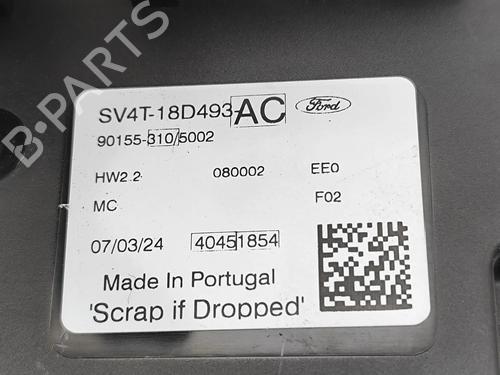 SV4T-18D493-AC Ford
90155-310/5002
HW2.2 080002 EE0
MC F02
07/03/24 40451854
Made In Portugal
'Scrap if Dropped'
B-PARTS